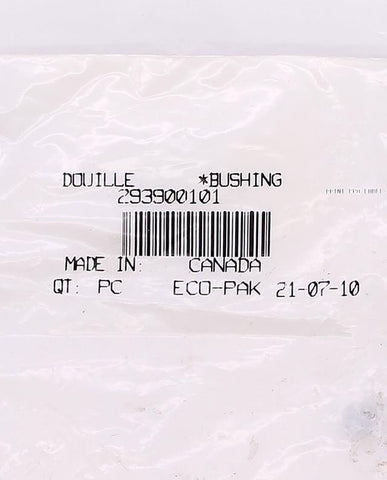 DOUILLE *BUSHING
293900101
MADE IN: CANADA
QT: PC ECO-PAK 21-07-10